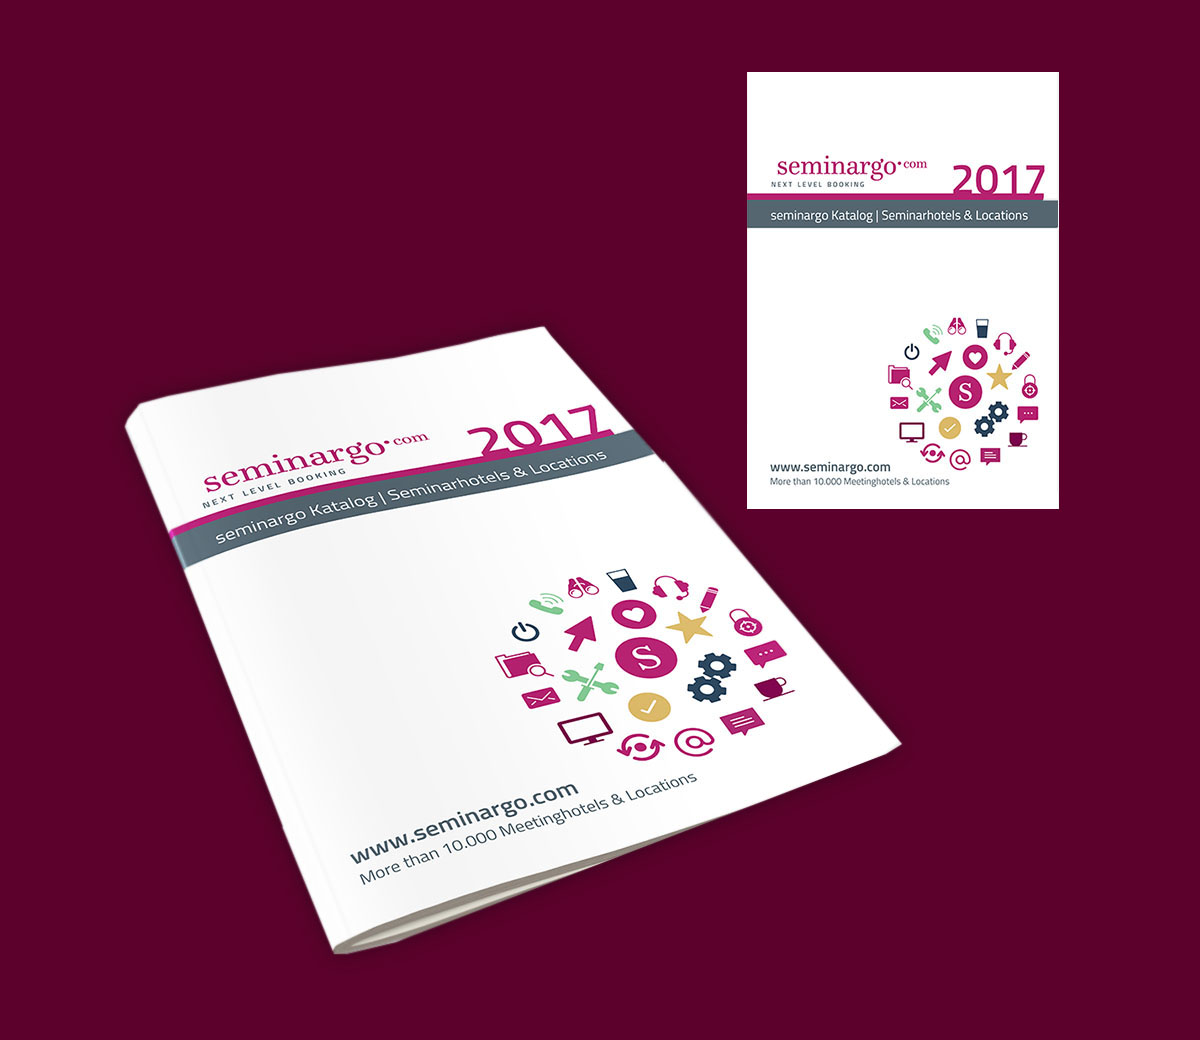 seminargo.com
NEXT LEVEL BOOKING
2017
seminargo Katalog | Seminarhotels & Locations
S
www.seminargo.com
More than 10.000 Meetinghotels & Locations
seminargo.com
NEXT LEVEL BOOKING
2017
seminargo Katalog | Seminarhotels & Locations
S
@
www.seminargo.com
More than 10.000 Meetinghotels & Locations
@